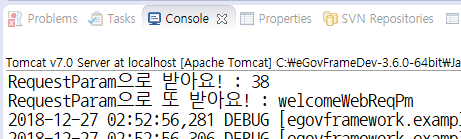 Problems Tasks Console Properties SVN Repositories
Tomcat v7.0 Server at localhost [Apache Tomcat] C:\eGovFrameDev-3.6.0-64bit\Ja
RequestParam으로 받아요! : 38
RequestParam으로 또 받아요! : welcomeWebReqPm
2018-12-27 02:52:56,281 DEBUG [egovframework.exampl
2018-12-27 02:52:56,306 DEBUG [egovframework.exampl